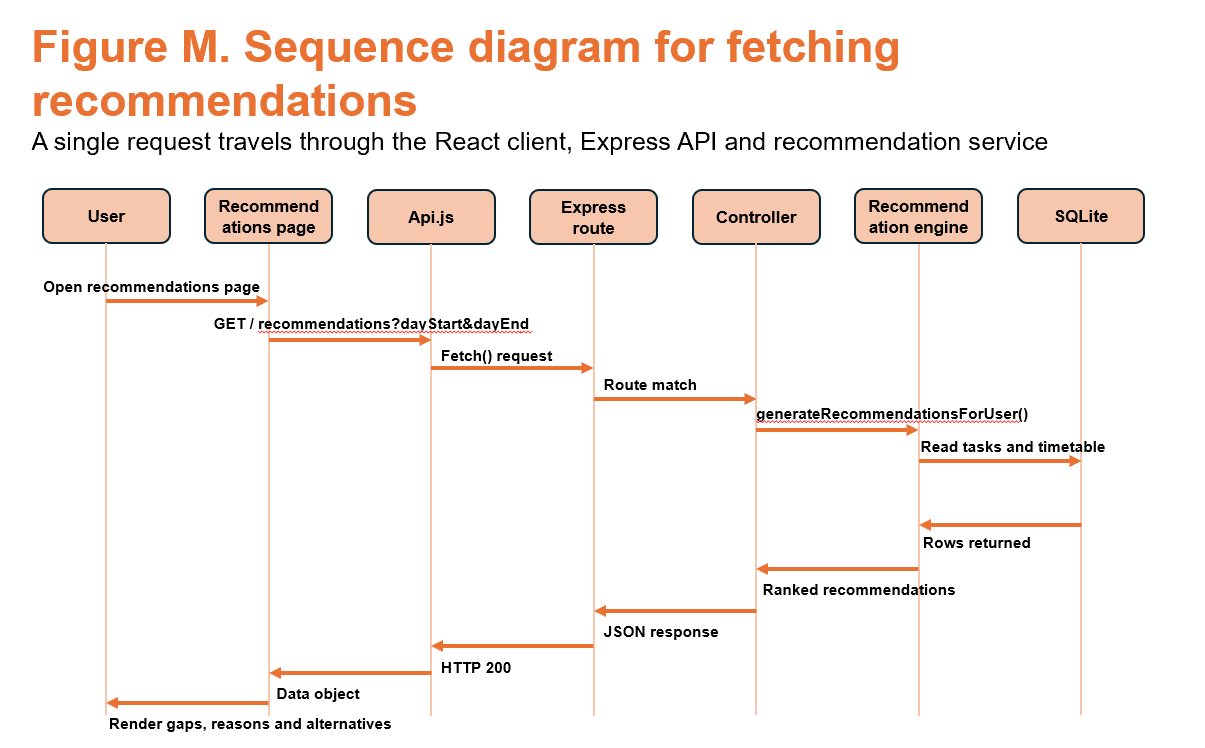 Figure M. Sequence diagram for fetching
recommendations
A single request travels through the React client, Express API and recommendation service
User
Recommend
ations page
Api.js
Express
route
Controller
Recommend
ation engine
SQLite
Open recommendations page
GET / recommendations?dayStart&dayEnd
Fetch() request
Route match
generateRecommendationsForUser()
Read tasks and timetable
Rows returned
Ranked recommendations
JSON response
HTTP 200
Data object
Render gaps, reasons and alternatives